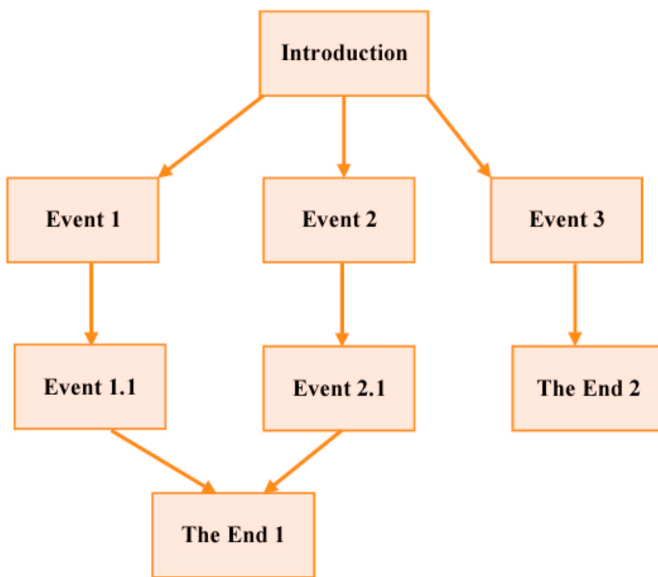 Introduction
Event 1
Event 2
Event 3
Event 1.1
Event 2.1
The End 2
The End 1